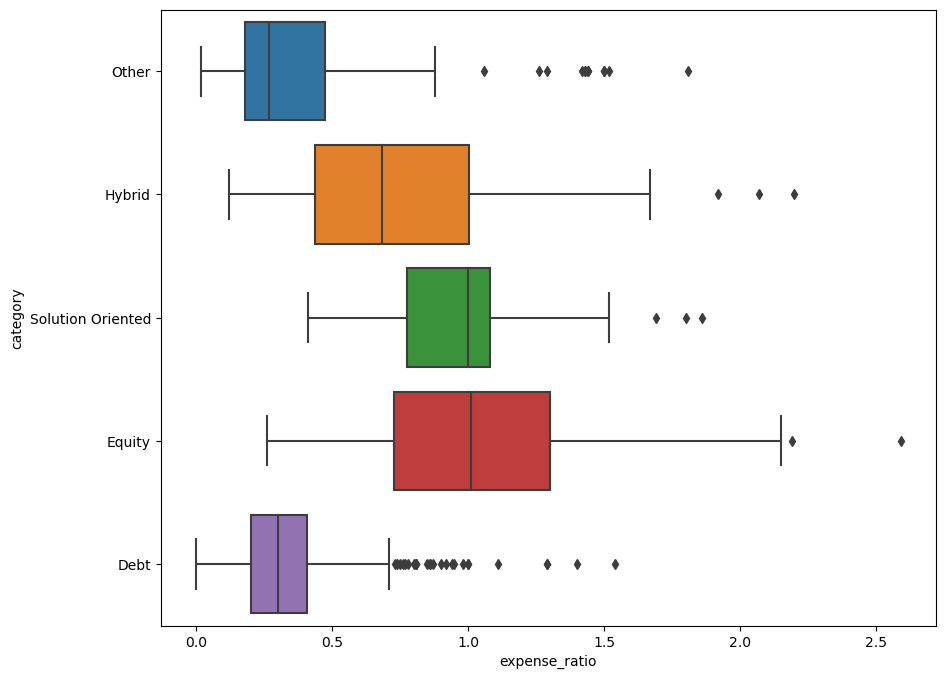 category
Other
Hybrid
Solution Oriented
Equity
Debt
0.0 0.5 1.0 1.5 2.0 2.5
expense_ratio